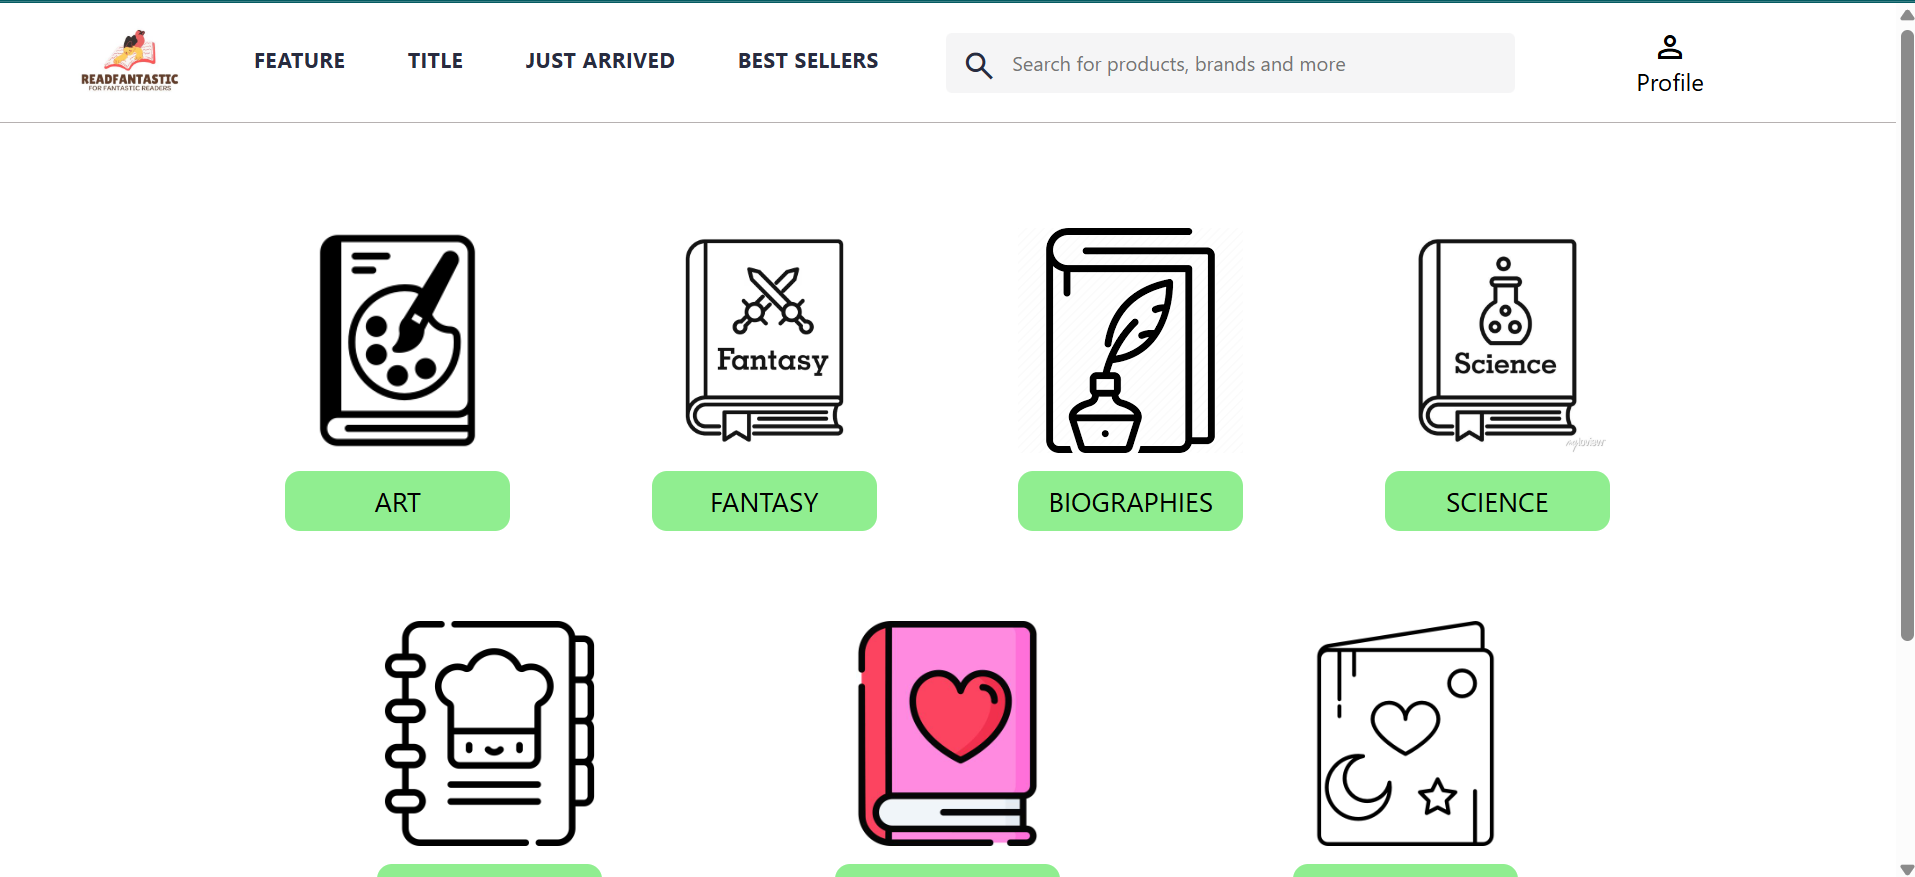 READFANTASTIC
FOR FANTASTIC READERS
FEATURE
TITLE
JUST ARRIVED
BEST SELLERS
Search for products, brands and more
Profile
Fantasy
Science
ART
FANTASY
BIOGRAPHIES
SCIENCE